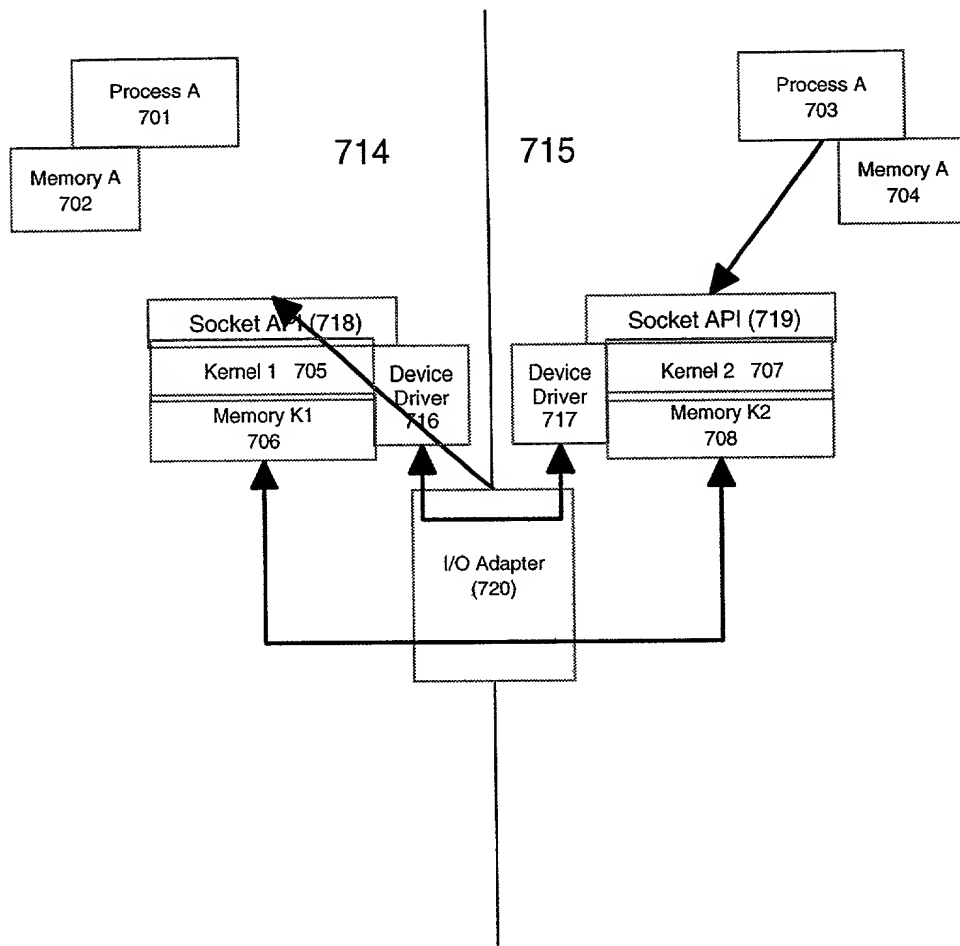 Process A
701
Memory A
702
714
715
Process A
703
Memory A
704
Socket API (718)
Kernel 1 705
Memory K1
706
Device
Driver
716
Socket API (719)
Device
Driver
717
Kernel 2 707
Memory K2
708
I/O Adapter
(720)